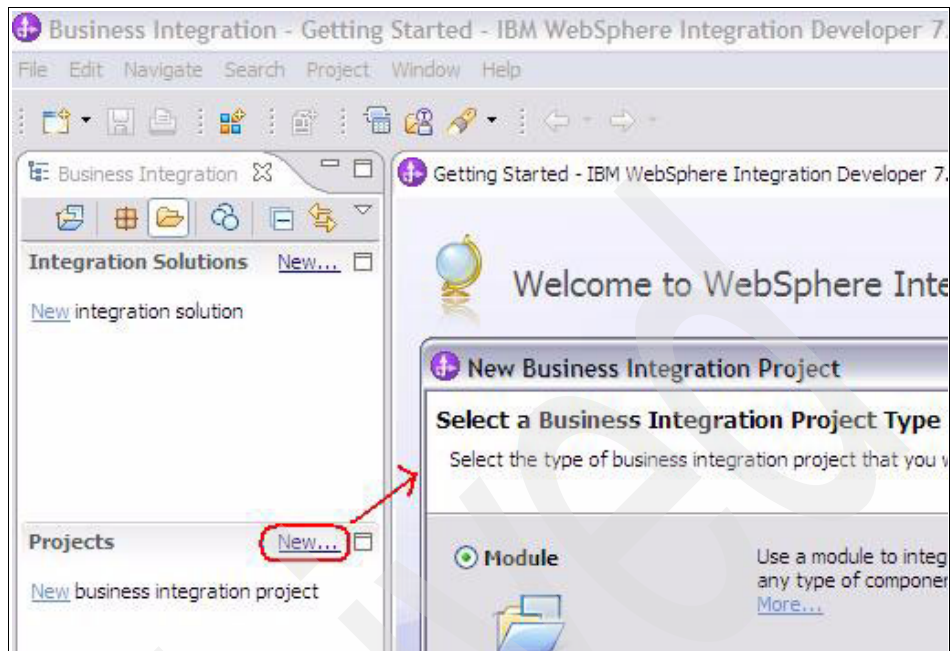 Business Integration - Getting Started - IBM WebSphere Integration Developer 7.
File Edit Navigate Search Project Window Help
Business Integration
Getting Started - IBM WebSphere Integration Developer 7.
Integration Solutions New...
New integration solution
Welcome to WebSphere Inte
New Business Integration Project
Select a Business Integration Project Type
Select the type of business integration project that you w
Projects New...
New business integration project
Module
Use a module to integ
any type of componen
More...